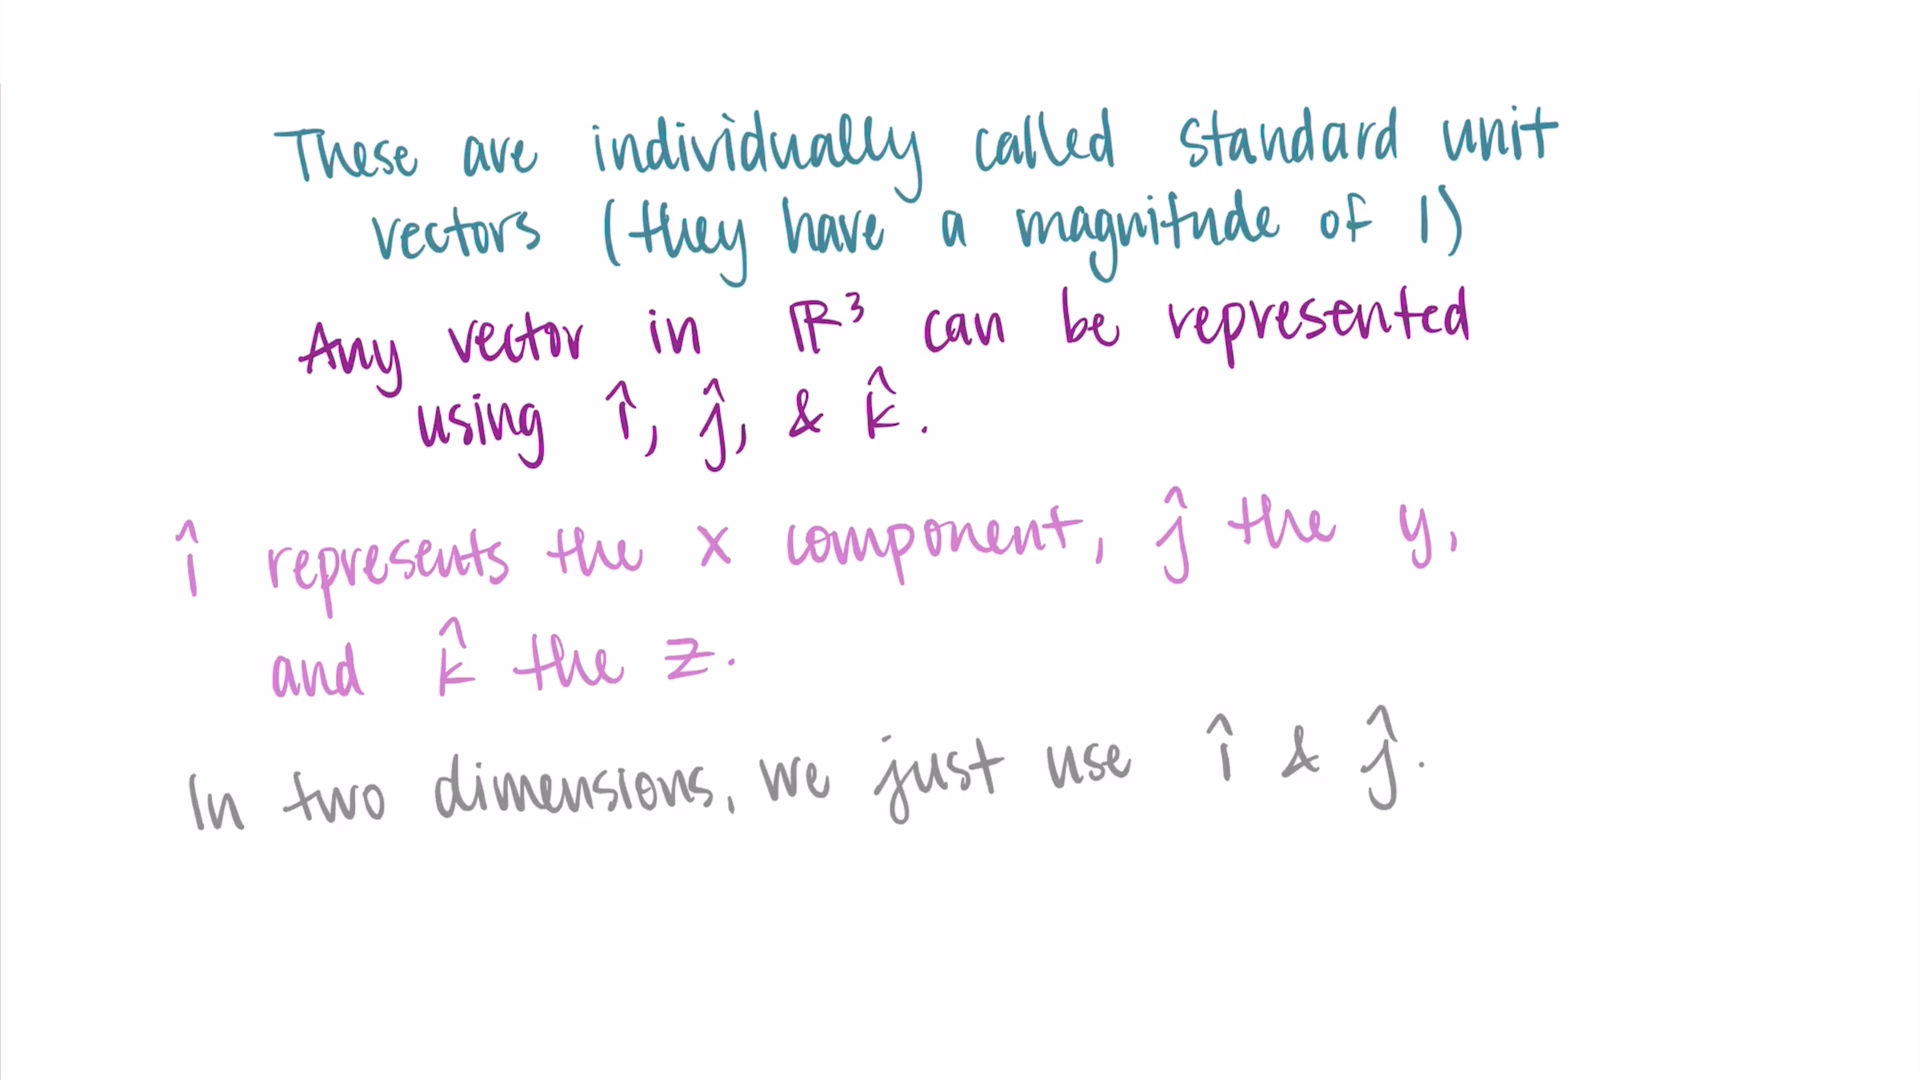 These are individually called standard unit
vectors (they have a magnitude of 1)
Any vector in ℝ³ can be represented
using î, ĵ, & k̂.
î represents the x component, ĵ the y,
and k̂ the z.
In two dimensions, we just use î & ĵ.